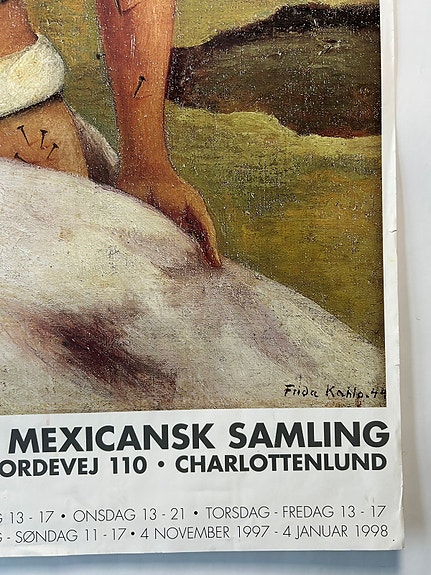 Frida Kahlo. 44
MEXICANSK SAMLING
ORDEVEJ 110 • CHARLOTTENLUND
G 13 - 17 • ONSDAG 13 - 21 • TORSDAG - FREDAG 13 - 17
G - SØNDAG 11 - 17 • 4 NOVEMBER 1997 - 4 JANUAR 1998